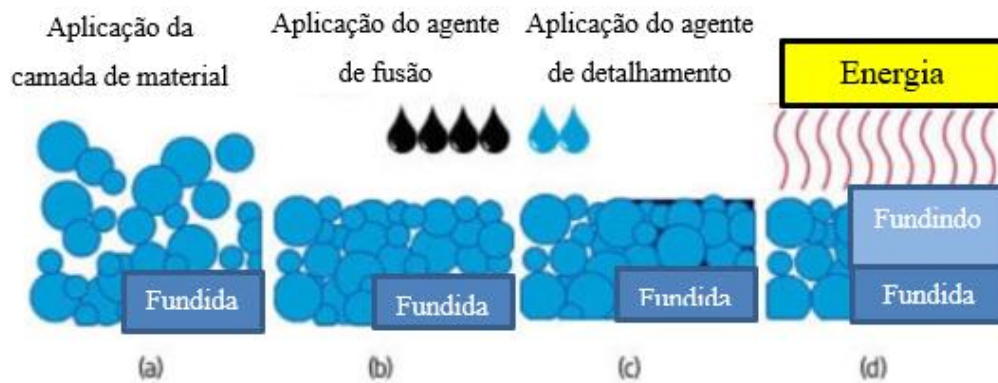 Aplicação da
camada de material
Aplicação do agente
de fusão
Aplicação do agente
de detalhamento
Energia
Fundida
Fundida
Fundida
Fundindo
Fundida
(a)
(b)
(c)
(d)